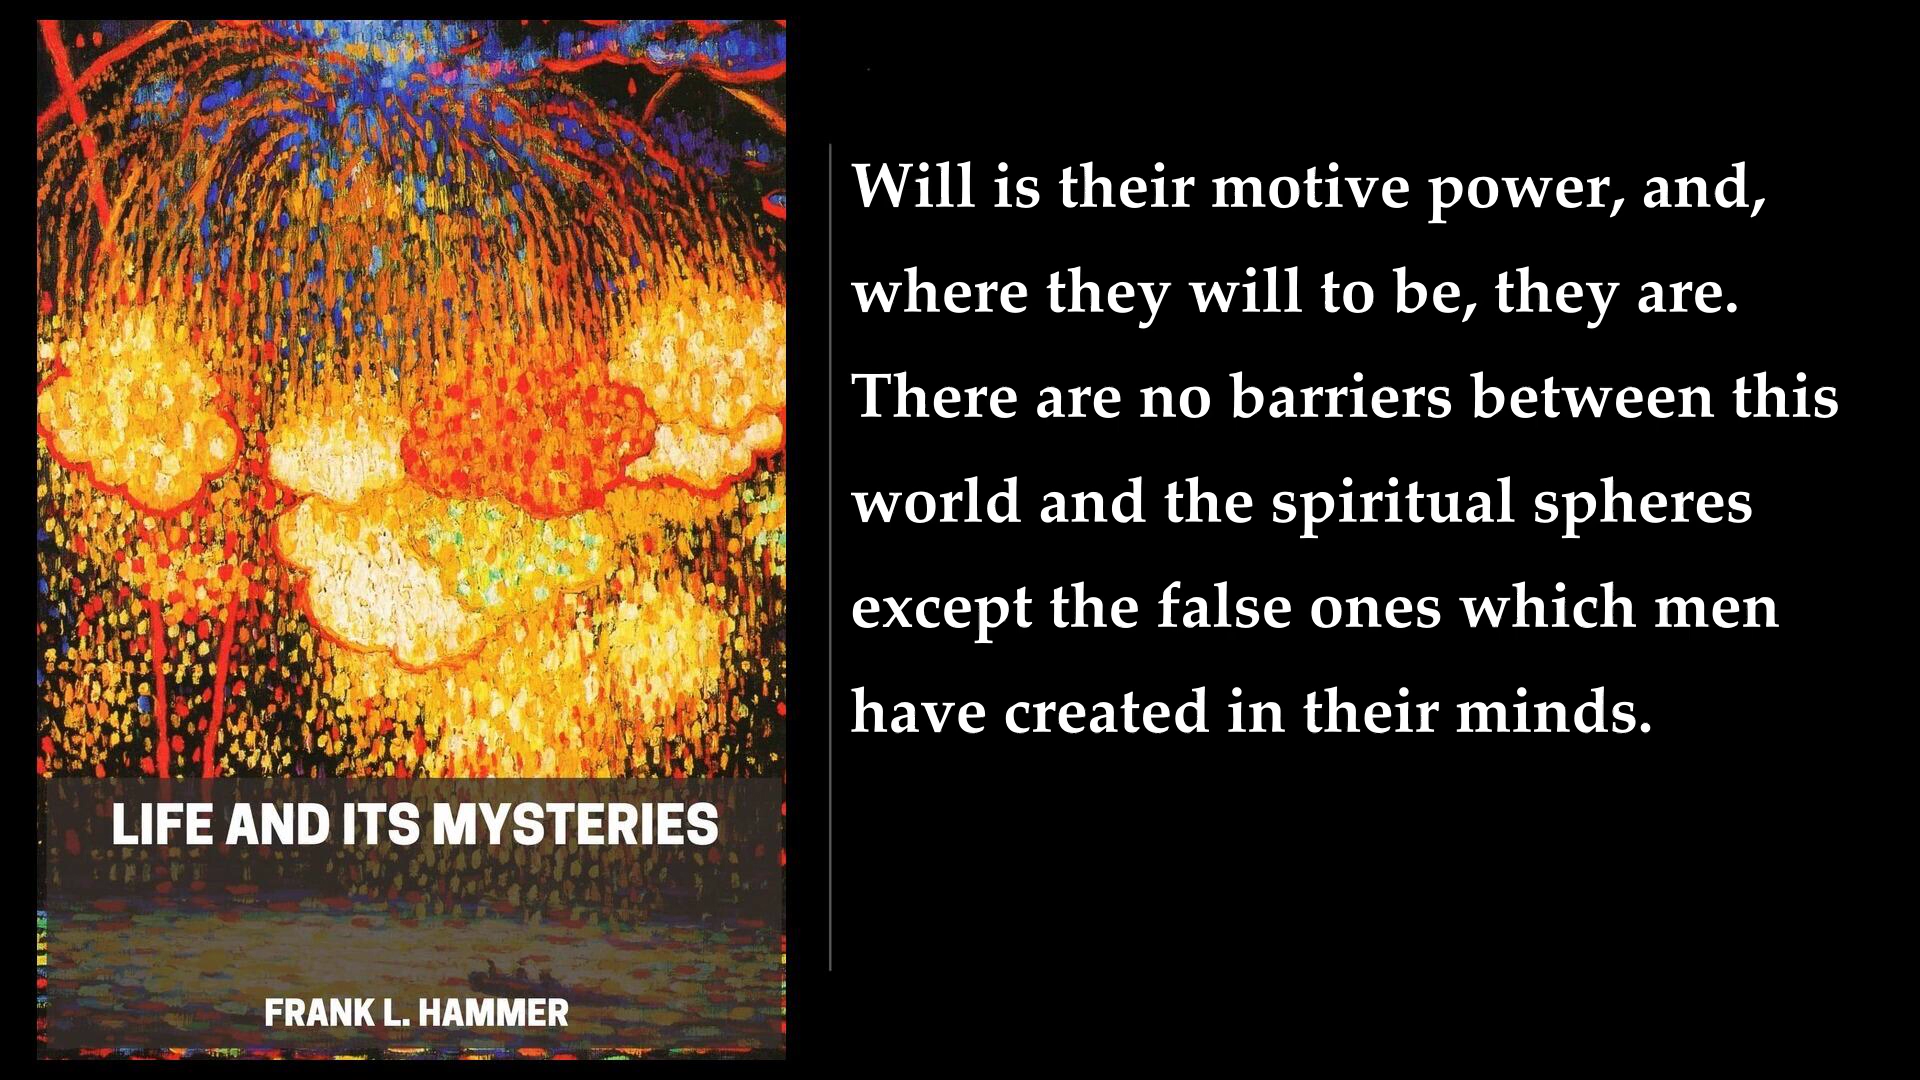 LIFE AND ITS MYSTERIES
FRANK L. HAMMER
Will is their motive power, and,
where they will to be, they are.
There are no barriers between this
world and the spiritual spheres
except the false ones which men
have created in their minds.